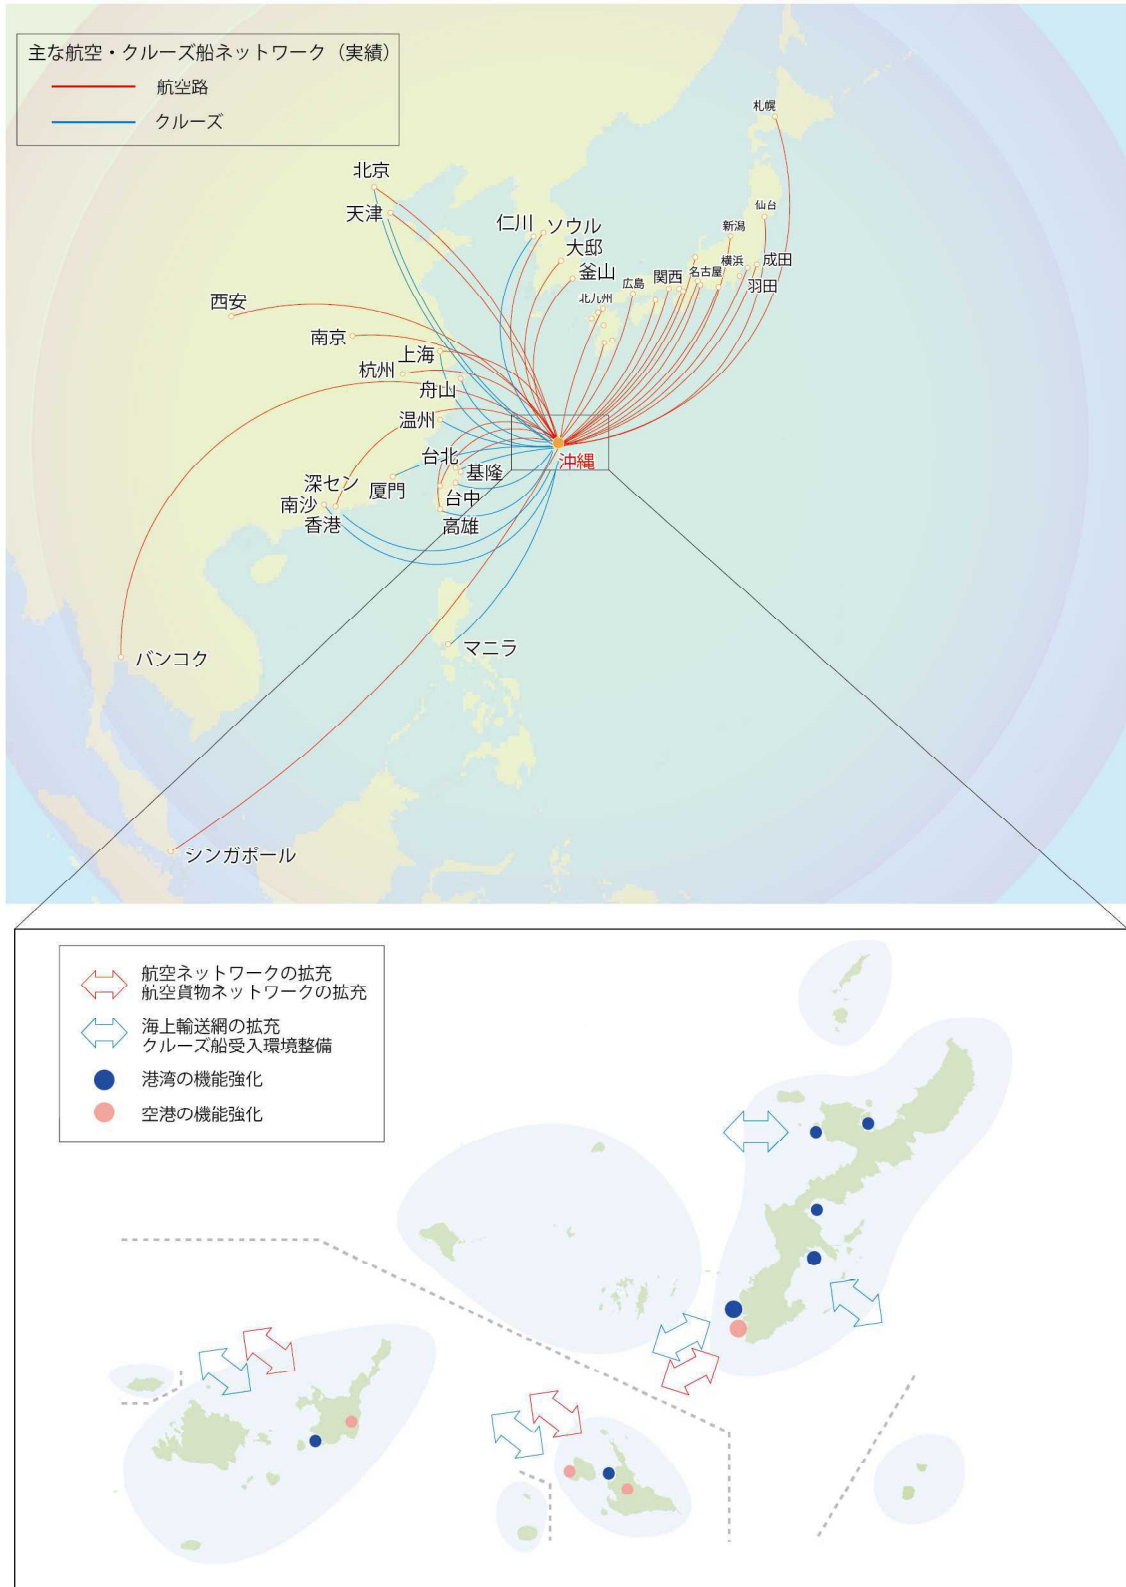 主な航空・クルーズ船ネットワーク（実績）
航空路
クルーズ
札幌
北京
天津
仙台
仁川
ソウル
新潟
大邱
横浜
成田
釜山
関西
名古屋
羽田
広島
北九州
西安
南京
上海
杭州
舟山
温州
台北
沖縄
基隆
深セン
厦門
南沙
台中
香港
高雄
マニラ
バンコク
シンガポール
航空ネットワークの拡充
航空貨物ネットワークの拡充
海上輸送網の拡充
クルーズ船受入環境整備
港湾の機能強化
空港の機能強化